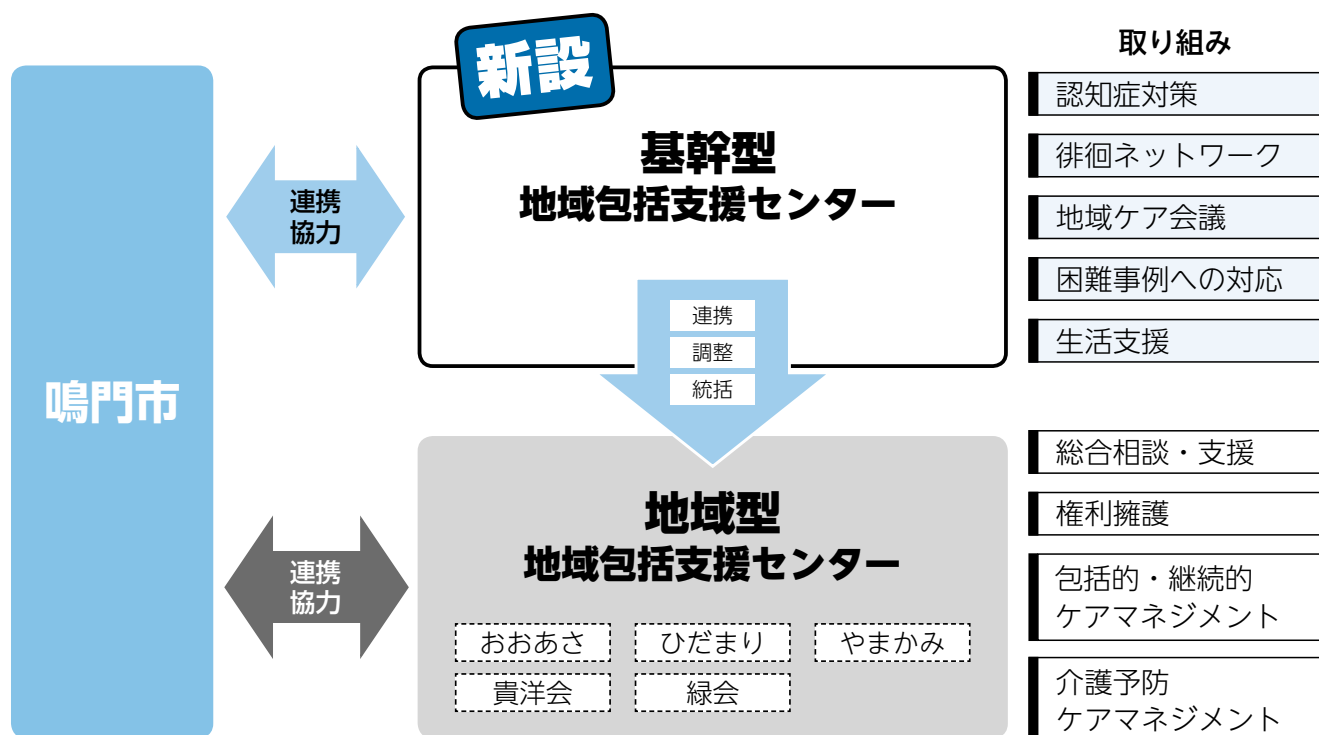 鳴門市
連携
協力
新設
基幹型
地域包括支援センター
連携
調整
統括
取り組み
認知症対策
徘徊ネットワーク
地域ケア会議
困難事例への対応
生活支援
連携
協力
地域型
地域包括支援センター
おおあさ
ひだまり
やまかみ
貴洋会
緑会
総合相談・支援
権利擁護
包括的・継続的
ケアマネジメント
介護予防
ケアマネジメント